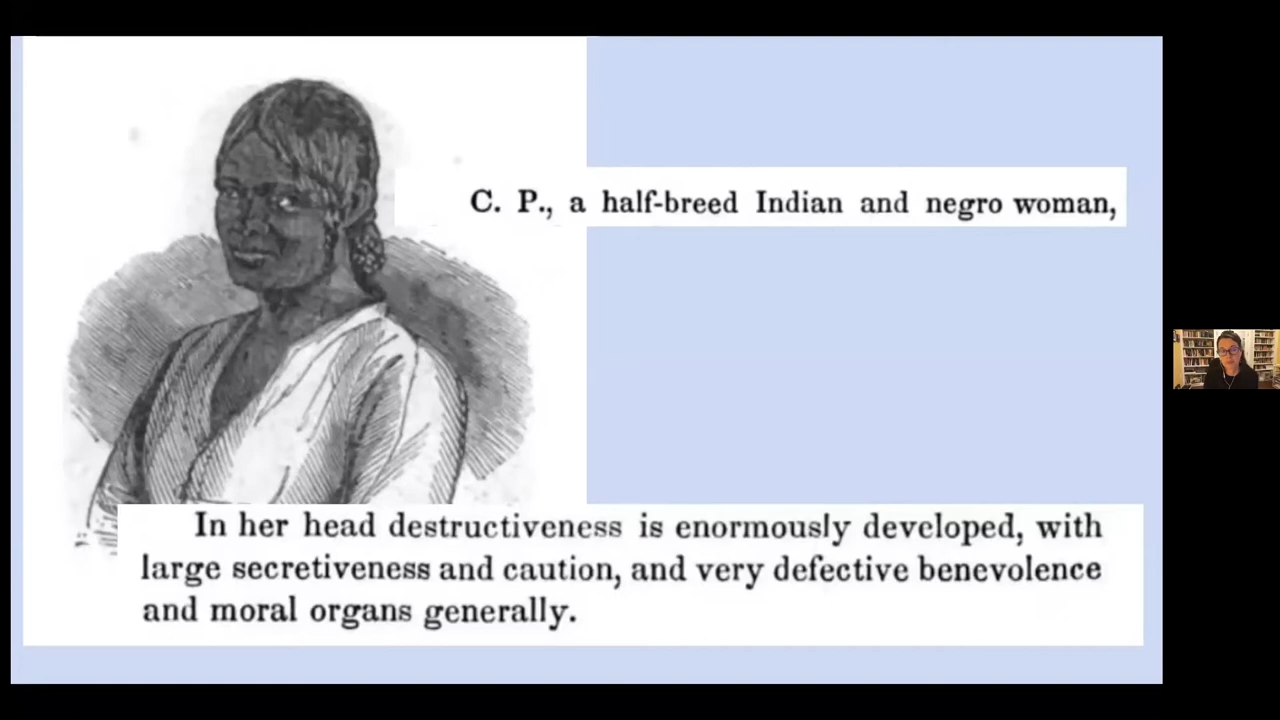 C. P., a half-breed Indian and negro woman,
In her head destructiveness is enormously developed, with
large secretiveness and caution, and very defective benevolence
and moral organs generally.